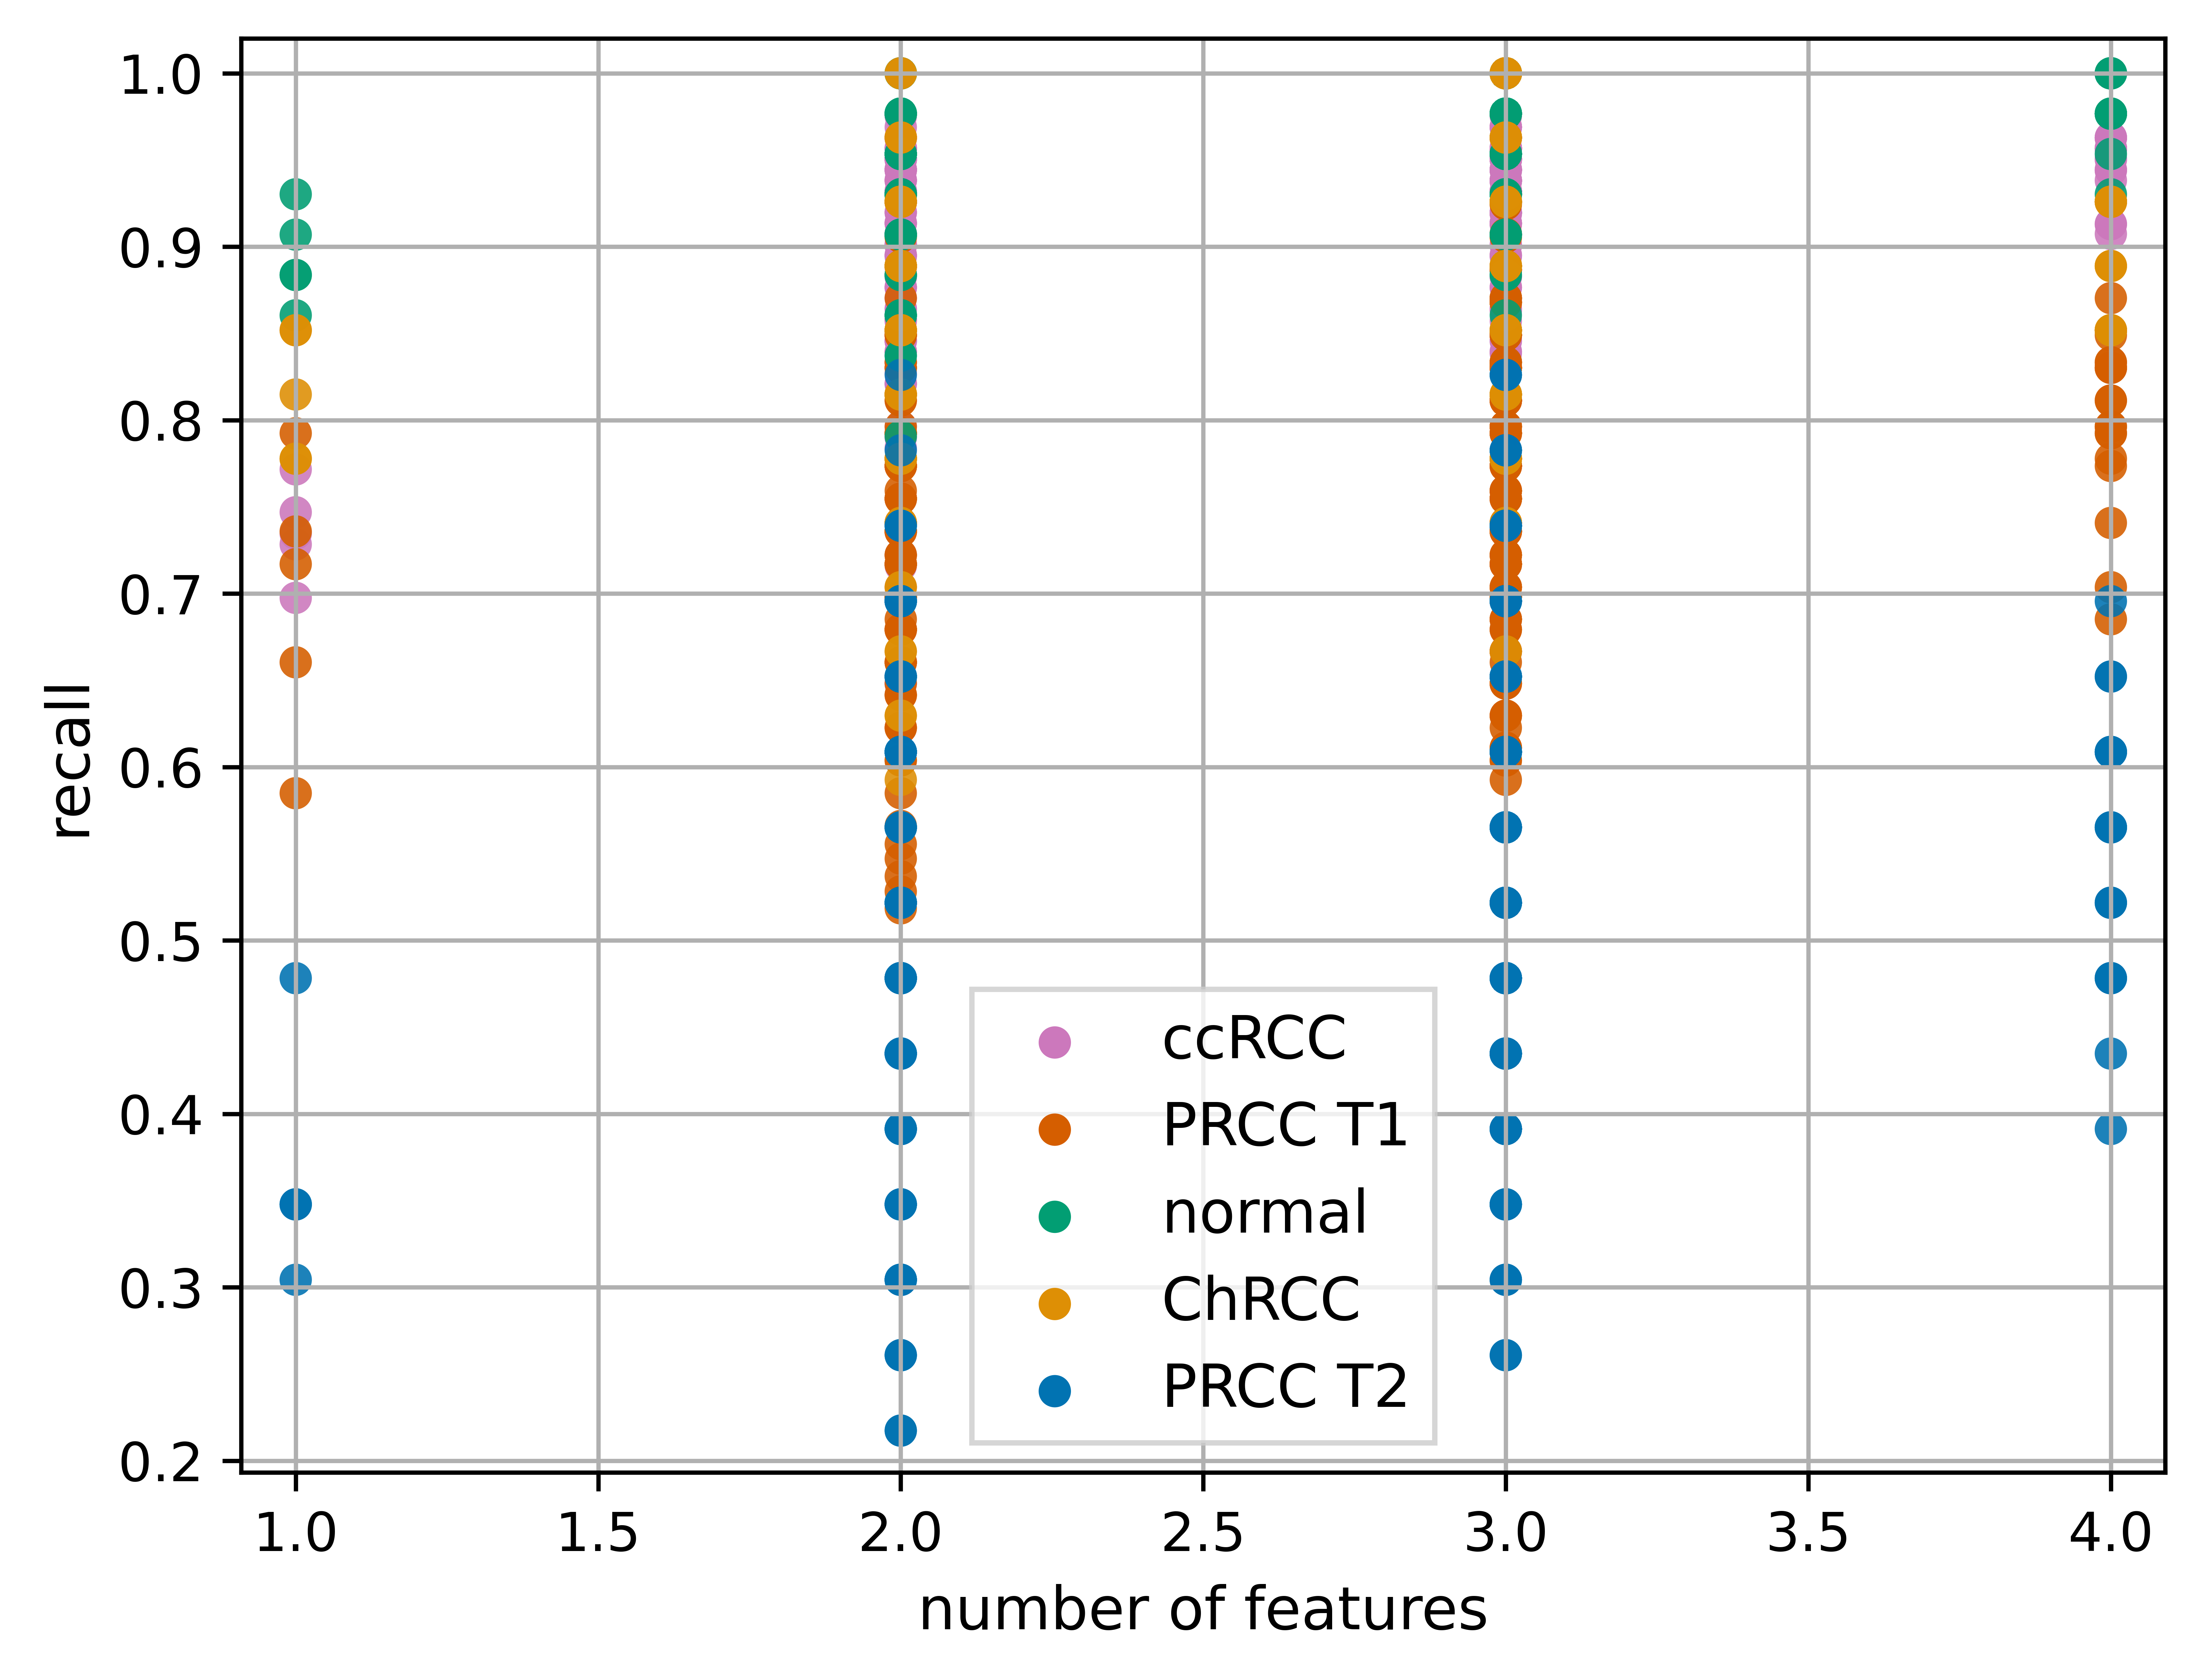 1.0
0.9
0.8
0.7
0.6
0.5
0.4
0.3
0.2
recall
ccRCC
PRCC T1
normal
ChRCC
PRCC T2
1.0 1.5 2.0 2.5 3.0 3.5 4.0
number of features